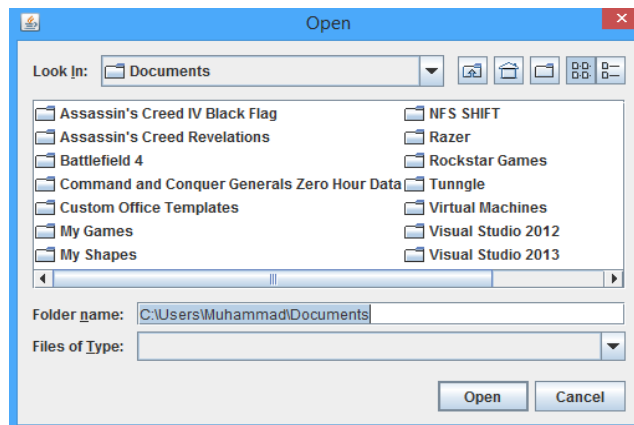 Open
Look In: Documents
Assassin's Creed IV Black Flag
Assassin's Creed Revelations
Battlefield 4
Command and Conquer Generals Zero Hour Data
Custom Office Templates
My Games
My Shapes
NFS SHIFT
Razer
Rockstar Games
Tunngle
Virtual Machines
Visual Studio 2012
Visual Studio 2013
Folder name: C:\Users\Muhammad\Documents
Files of Type:
Open Cancel